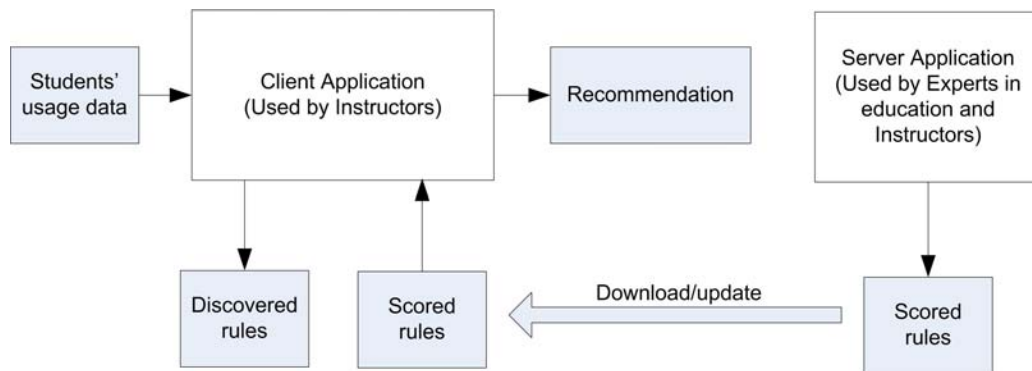 Students'
usage data
Client Application
(Used by Instructors)
Recommendation
Server Application
(Used by Experts in
education and
Instructors)
Discovered
rules
Scored
rules
Download/update
Scored
rules